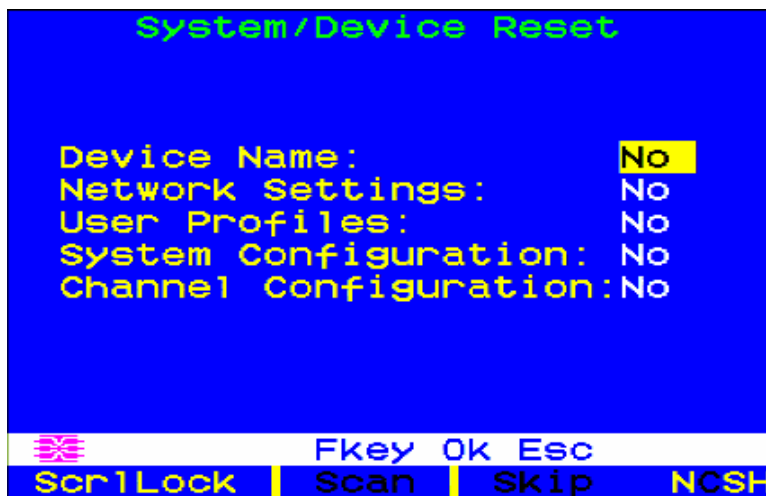 System/Device Reset
Device Name: No
Network Settings: No
User Profiles: No
System Configuration: No
Channel Configuration:No
Fkey Ok Esc
ScrlLock Scan Skip NCSH